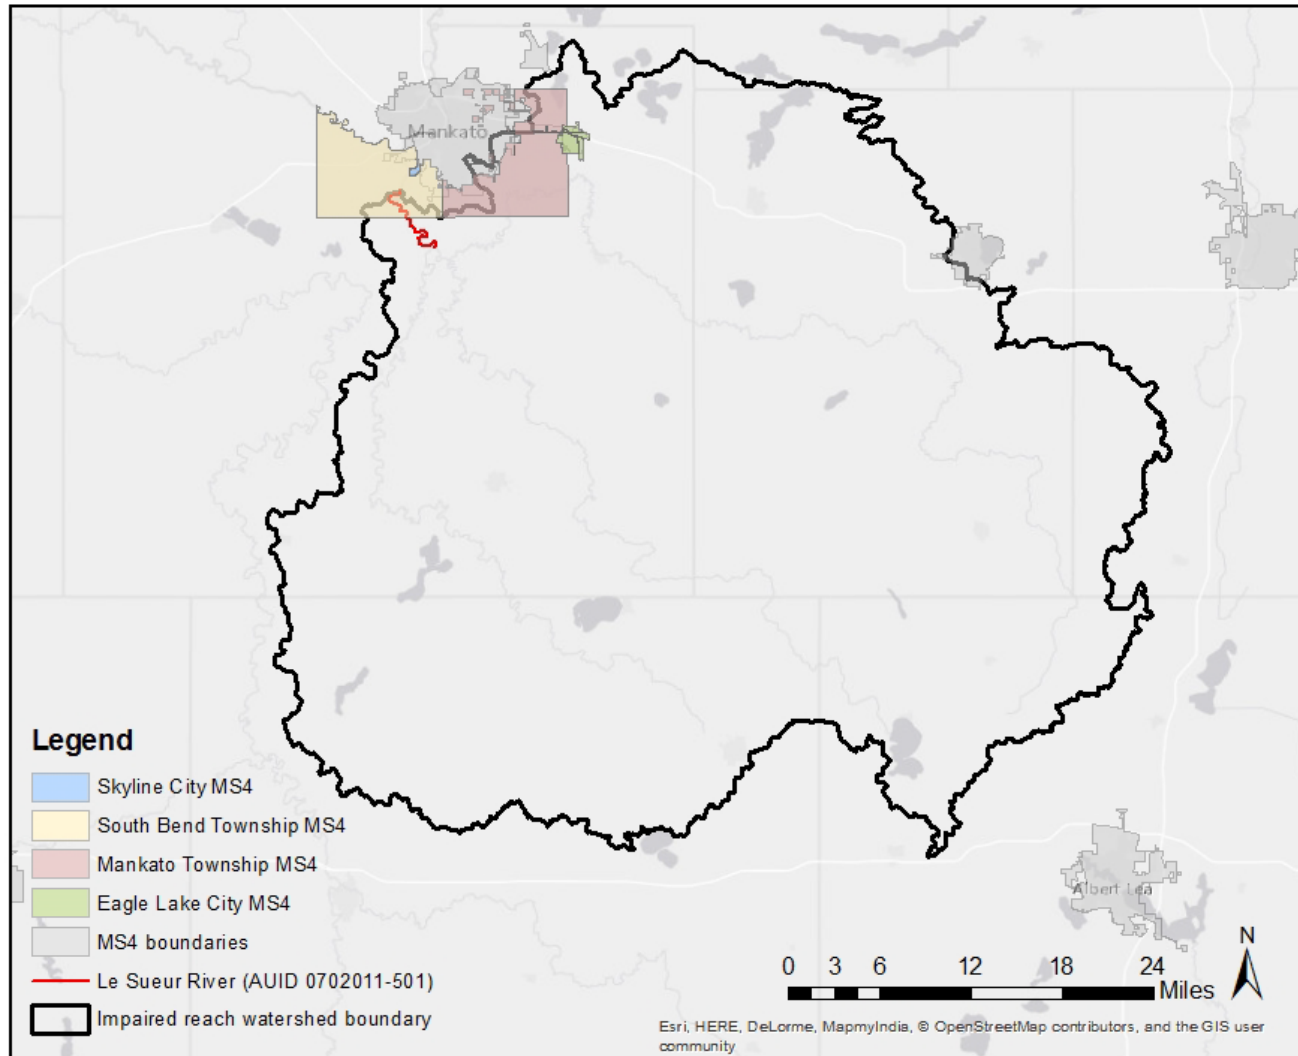 Mankato
Legend
Skyline City MS4
South Bend Township MS4
Mankato Township MS4
Eagle Lake City MS4
MS4 boundaries
Le Sueur River (AUID 0702011-501)
Impaired reach watershed boundary
Albert Lea
N
0 3 6 12 18 24
Miles
Esri, HERE, DeLorme, MapmyIndia, © OpenStreetMap contributors, and the GIS user
community